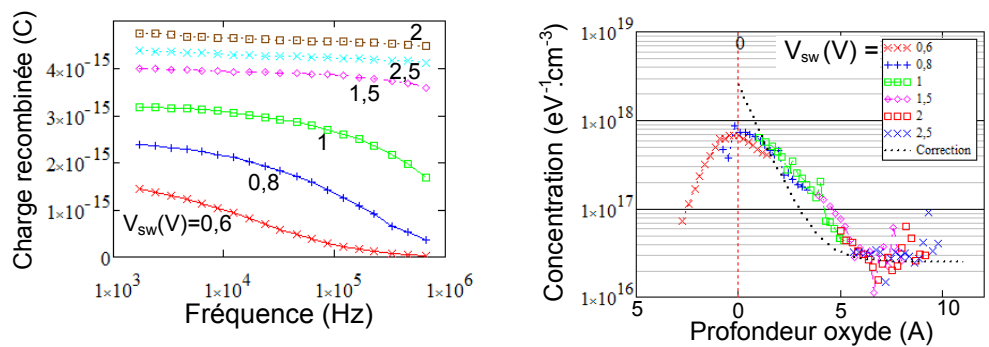 Charge recombinée (C)
4×10⁻¹⁵
3×10⁻¹⁵
2×10⁻¹⁵
1×10⁻¹⁵
0
2
2,5
1,5
1
0,8
V_sw(V)=0,6
1×10³ 1×10⁴ 1×10⁵ 1×10⁶
Fréquence (Hz)
Concentration (eV⁻¹.cm⁻³)
1×10¹⁹
1×10¹⁸
1×10¹⁷
1×10¹⁶
0
V_sw(V) =
0,6
0,8
1
1,5
2
2,5
Correction
5 0 5 10
Profondeur oxyde (A)